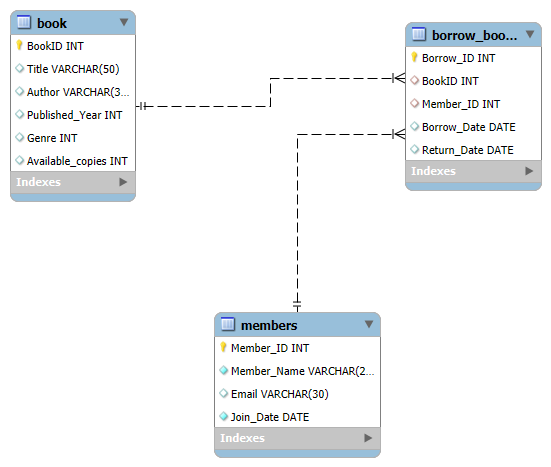 book
BookID INT
Title VARCHAR(50)
Author VARCHAR(3...
Published_Year INT
Genre INT
Available_copies INT
Indexes
borrow_boo...
Borrow_ID INT
BookID INT
Member_ID INT
Borrow_Date DATE
Return_Date DATE
Indexes
members
Member_ID INT
Member_Name VARCHAR(2...
Email VARCHAR(30)
Join_Date DATE
Indexes